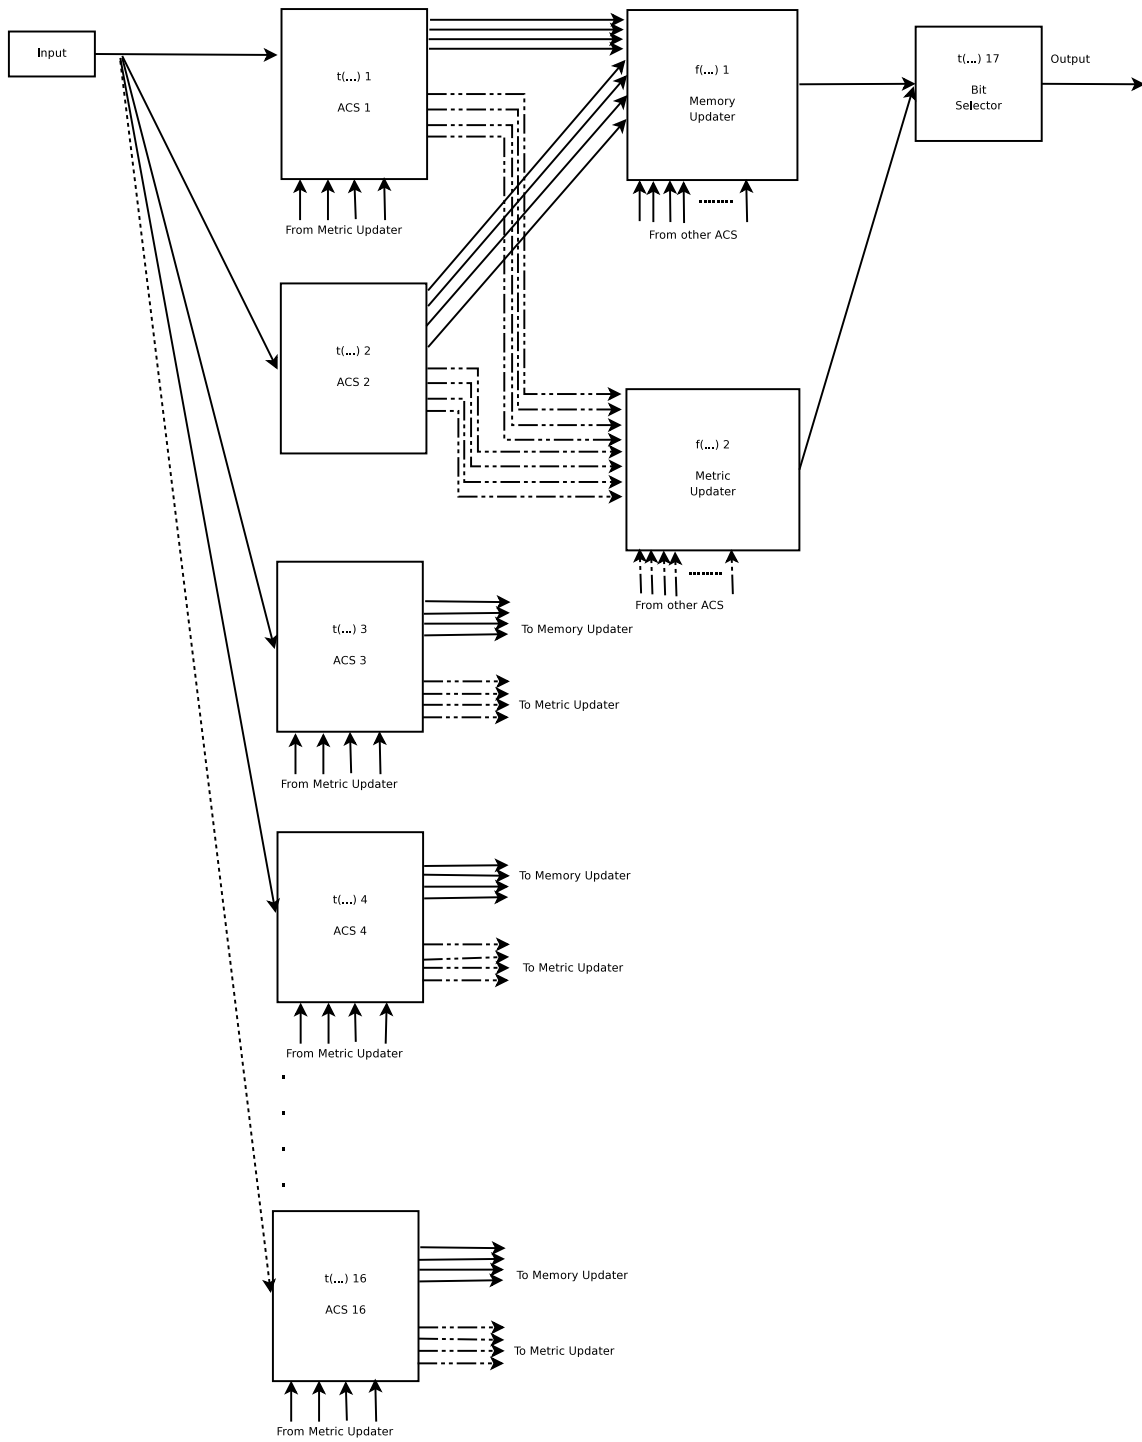 Input
t(...) 1
ACS 1
From Metric Updater
f(...) 1
Memory
Updater
From other ACS
t(...) 17
Bit
Selector
Output
t(...) 2
ACS 2
f(...) 2
Metric
Updater
From other ACS
t(...) 3
ACS 3
To Memory Updater
To Metric Updater
From Metric Updater
t(...) 4
ACS 4
To Memory Updater
To Metric Updater
From Metric Updater
t(...) 16
ACS 16
To Memory Updater
To Metric Updater
From Metric Updater